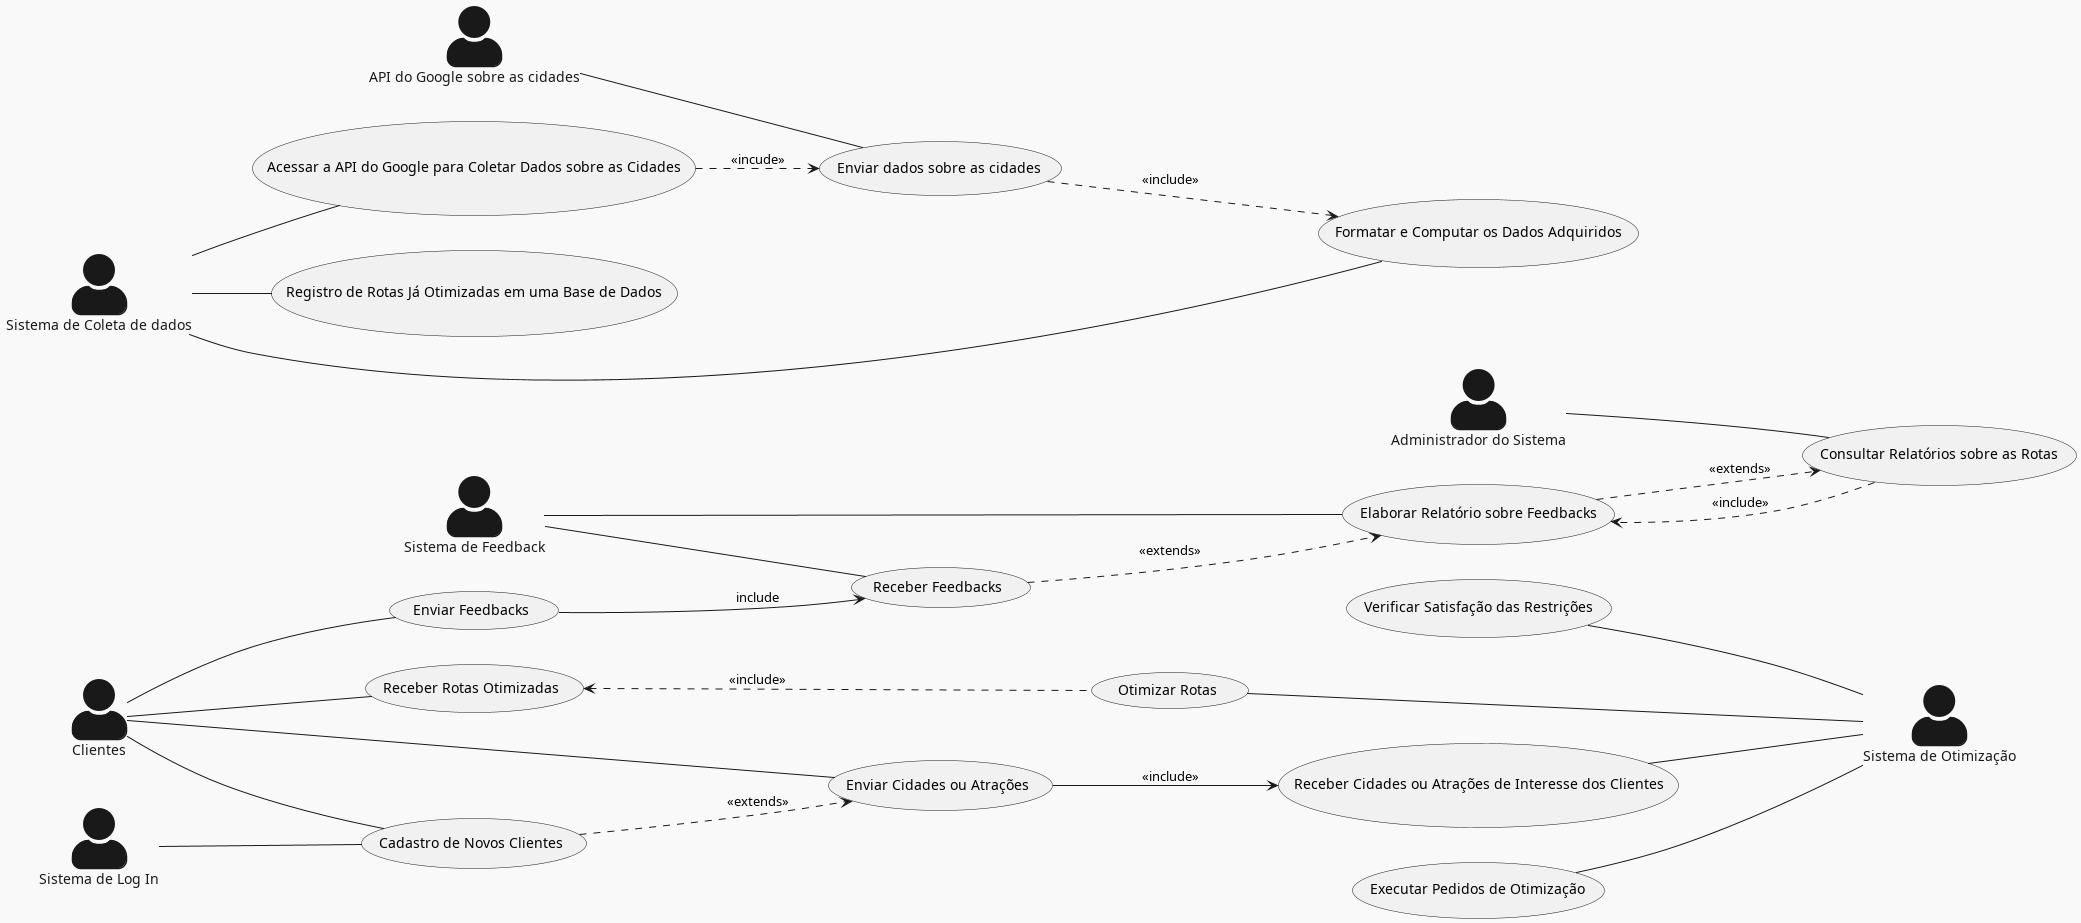 API do Google sobre as cidades
Acessar a API do Google para Coletar Dados sobre as Cidades
«incude»
Enviar dados sobre as cidades
«include»
Formatar e Computar os Dados Adquiridos
Registro de Rotas Já Otimizadas em uma Base de Dados
Sistema de Coleta de dados
Administrador do Sistema
Consultar Relatórios sobre as Rotas
«extends»
«include»
Elaborar Relatório sobre Feedbacks
Sistema de Feedback
«extends»
Receber Feedbacks
include
Enviar Feedbacks
Verificar Satisfação das Restrições
Receber Rotas Otimizadas
«include»
Otimizar Rotas
Clientes
Sistema de Otimização
Enviar Cidades ou Atrações
«include»
Receber Cidades ou Atrações de Interesse dos Clientes
«extends»
Cadastro de Novos Clientes
Sistema de Log In
Executar Pedidos de Otimização